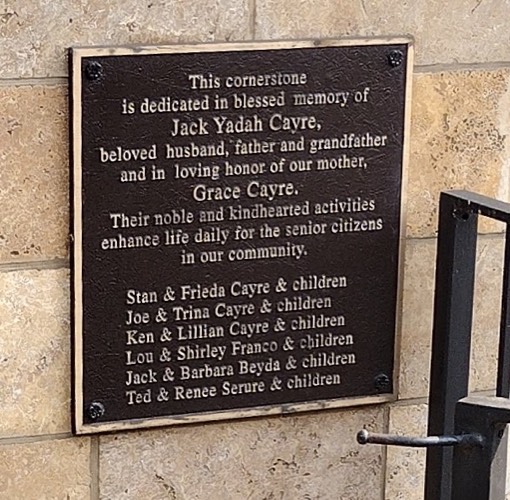 This cornerstone
is dedicated in blessed memory of
Jack Yadah Cayre,
beloved husband, father and grandfather
and in loving honor of our mother,
Grace Cayre.
Their noble and kindhearted activities
enhance life daily for the senior citizens
in our community.
Stan & Frieda Cayre & children
Joe & Trina Cayre & children
Ken & Lillian Cayre & children
Lou & Shirley Franco & children
Jack & Barbara Beyda & children
Ted & Renee Serure & children